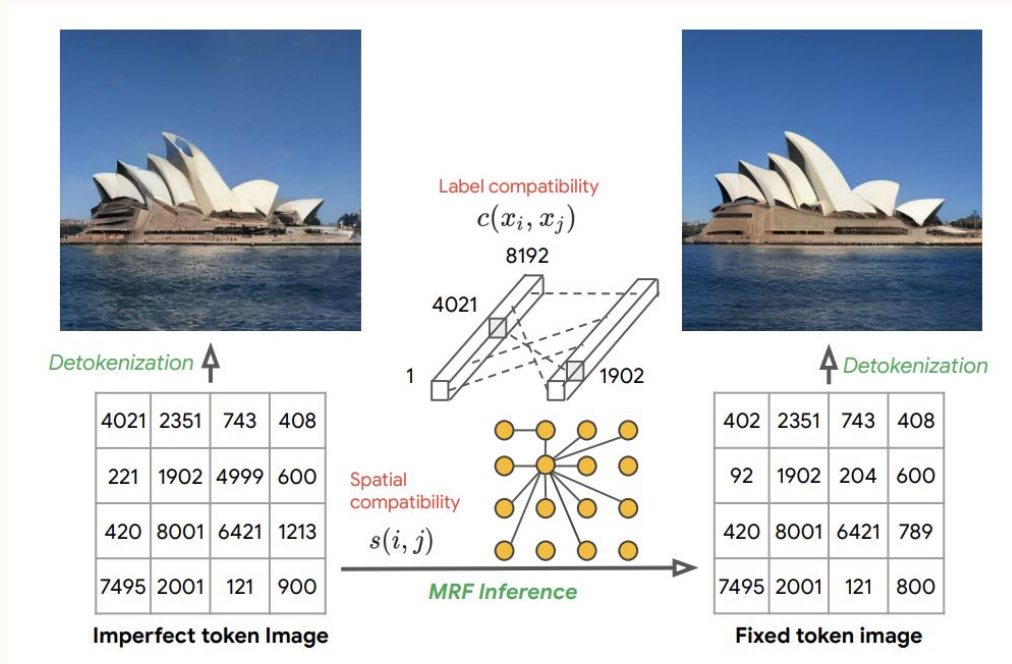 Label compatibility
c(x_i, x_j)
8192
4021
1
1902
Detokenization
Detokenization
4021 2351 743 408
221 1902 4999 600
420 8001 6421 1213
7495 2001 121 900
Imperfect token Image
Spatial
compatibility
s(i, j)
MRF Inference
402 2351 743 408
92 1902 204 600
420 8001 6421 789
7495 2001 121 800
Fixed token image